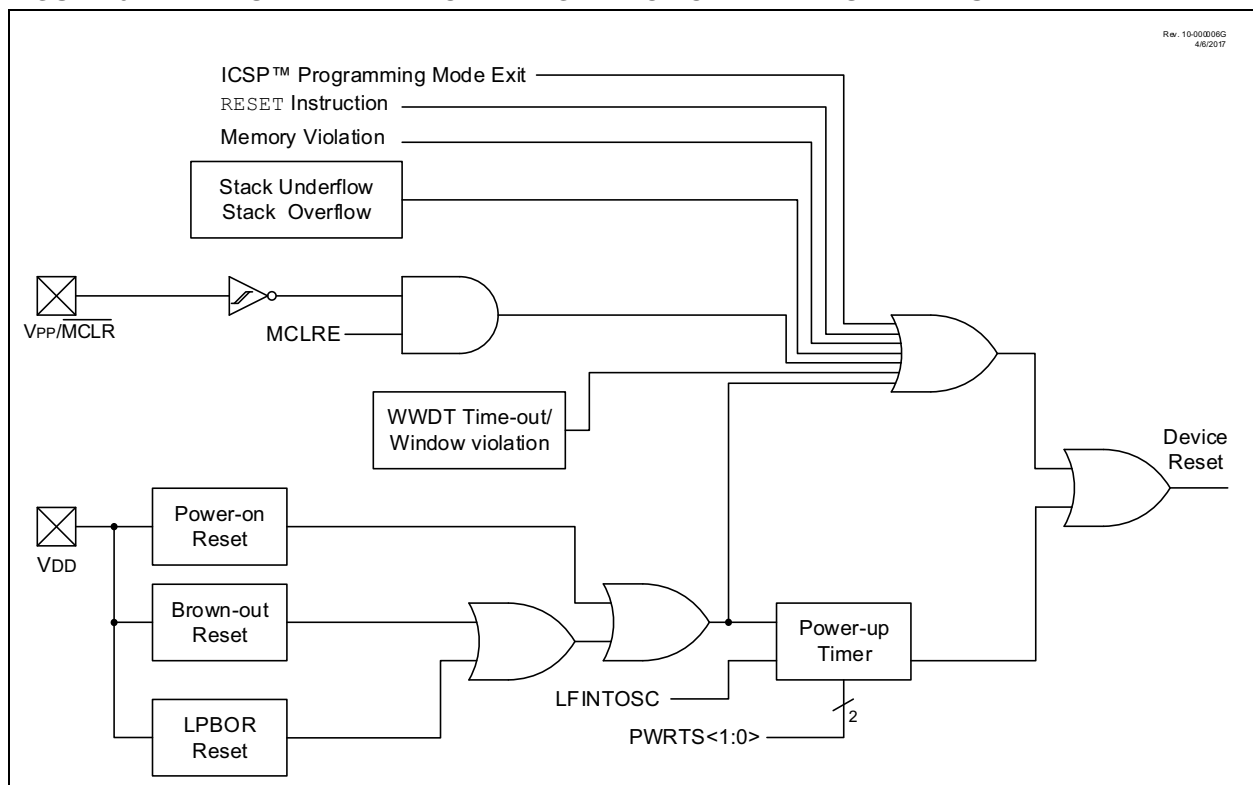 Rev. 10-000006G
4/6/2017
ICSP™ Programming Mode Exit
RESET Instruction
Memory Violation
Stack Underflow
Stack Overflow
VPP/MCLR
MCLRE
WWDT Time-out/
Window violation
Device
Reset
Power-on
Reset
VDD
Brown-out
Reset
Power-up
Timer
LFINTOSC
LPBOR
Reset
2
PWRTS<1:0>